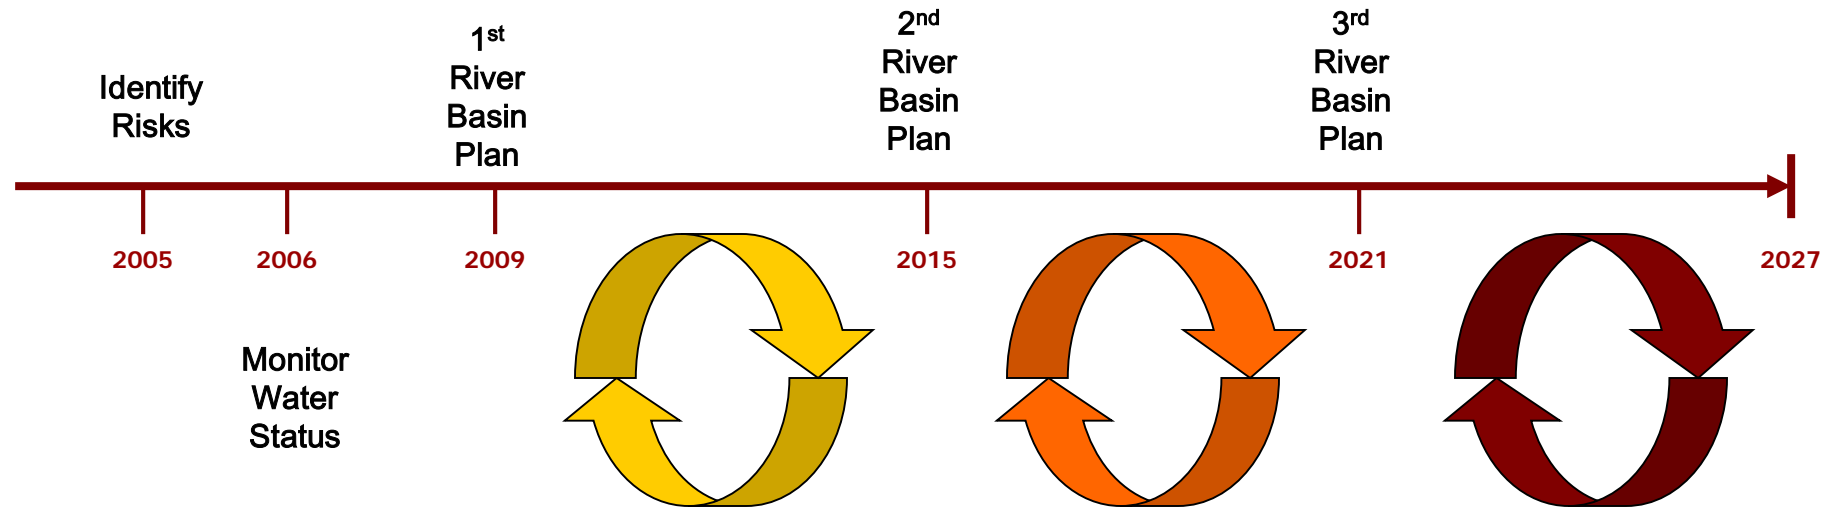 Identify
Risks
1st
River
Basin
Plan
2nd
River
Basin
Plan
3rd
River
Basin
Plan
2005
2006
2009
2015
2021
2027
Monitor
Water
Status